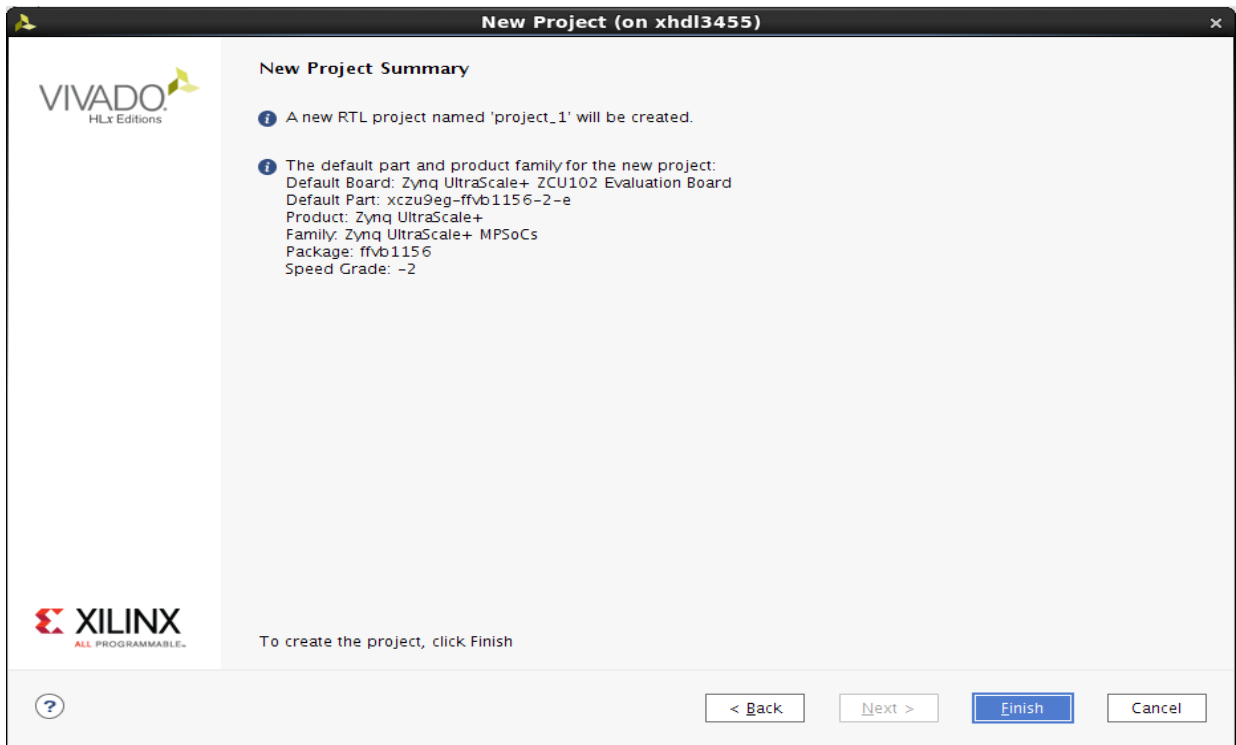 New Project (on xhdl3455)
×
VIVADO.
HLx Editions
New Project Summary
A new RTL project named 'project_1' will be created.
The default part and product family for the new project:
Default Board: Zynq UltraScale+ ZCU102 Evaluation Board
Default Part: xczu9eg-ffvb1156-2-e
Product: Zynq UltraScale+
Family: Zynq UltraScale+ MPSoCs
Package: ffvb1156
Speed Grade: -2
XILINX
ALL PROGRAMMABLE™
To create the project, click Finish
?
< Back
Next >
Finish
Cancel